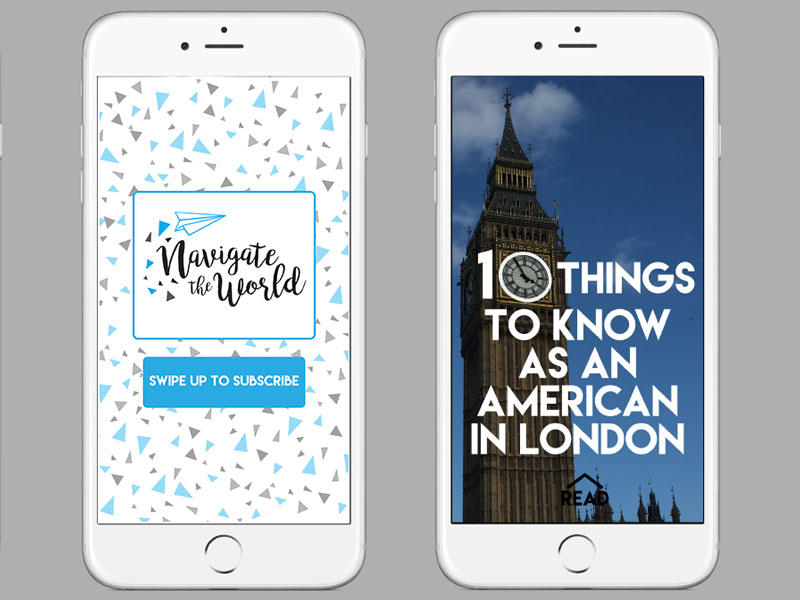 Navigate
the World
SWIPE UP TO SUBSCRIBE
10 THINGS
TO KNOW
AS AN
AMERICAN
IN LONDON
READ